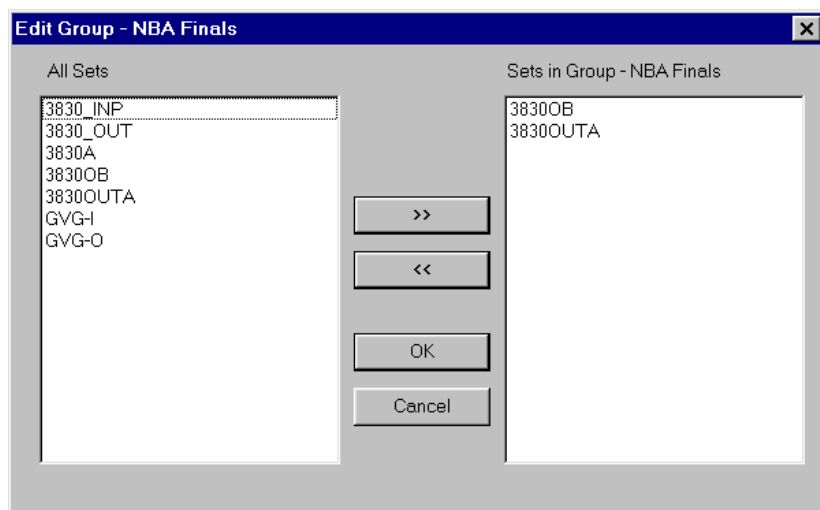 Edit Group - NBA Finals
All Sets
3830_INP
3830_OUT
3830A
3830OB
3830OUTA
GVG-I
GVG-O
>>
<<
OK
Cancel
Sets in Group - NBA Finals
3830OB
3830OUTA